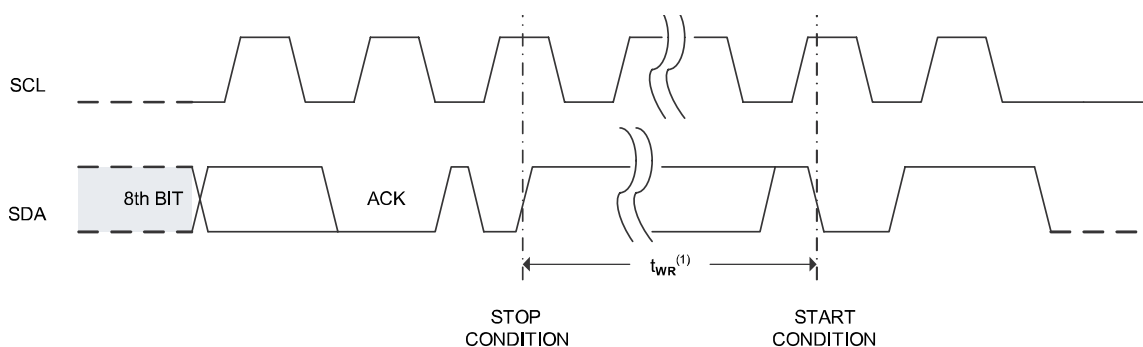 SCL
SDA
8th BIT
ACK
tWR(1)
STOP
CONDITION
START
CONDITION